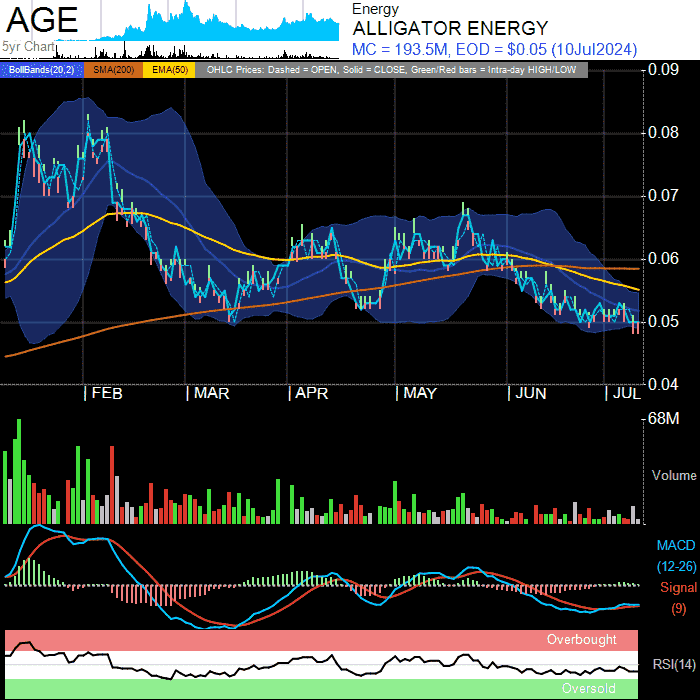 AGE
5yr Chart
Energy
ALLIGATOR ENERGY
MC = 193.5M, EOD = $0.05 (10Jul2024)
BollBands(20,2) SMA(200) EMA(50) OHLC Prices: Dashed = OPEN, Solid = CLOSE, Green/Red bars = Intra-day HIGH/LOW
0.09
0.08
0.07
0.06
0.05
0.04
| FEB | MAR | APR | MAY | JUN | JUL
68M
Volume
MACD
(12-26)
Signal
(9)
Overbought
RSI(14)
Oversold